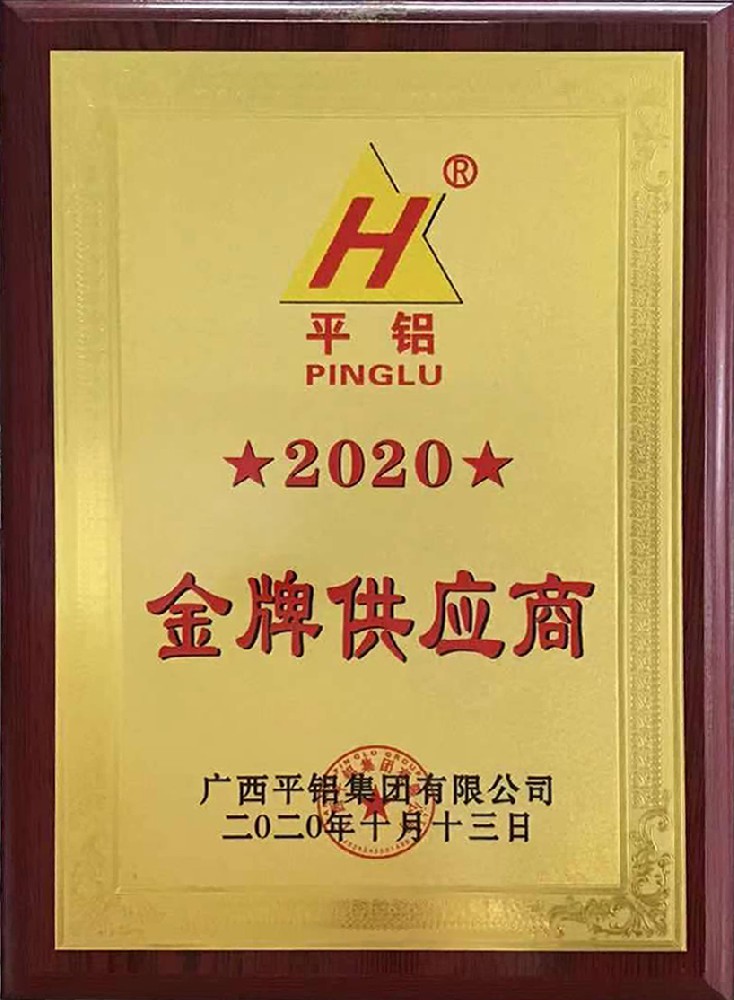 H®
平铝
PINGLU
★2020★
金牌供应商
广西平铝集团有限公司
二〇二〇年十月十三日